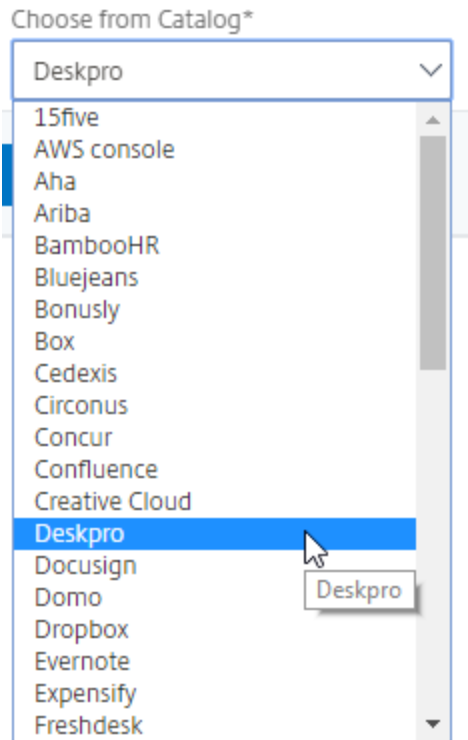 Choose from Catalog*
Deskpro
15five
AWS console
Aha
Ariba
BambooHR
Bluejeans
Bonusly
Box
Cedexis
Circonus
Concur
Confluence
Creative Cloud
Deskpro
Docusign
Deskpro
Domo
Dropbox
Evernote
Expensify
Freshdesk